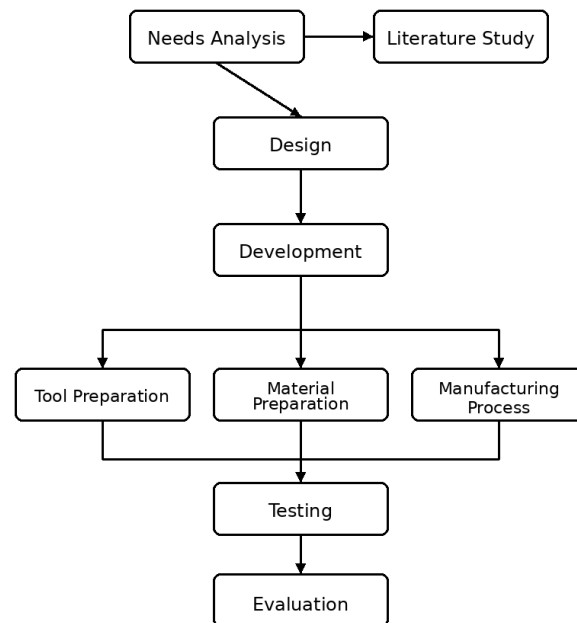 Needs Analysis
Literature Study
Design
Development
Tool Preparation
Material
Preparation
Manufacturing
Process
Testing
Evaluation